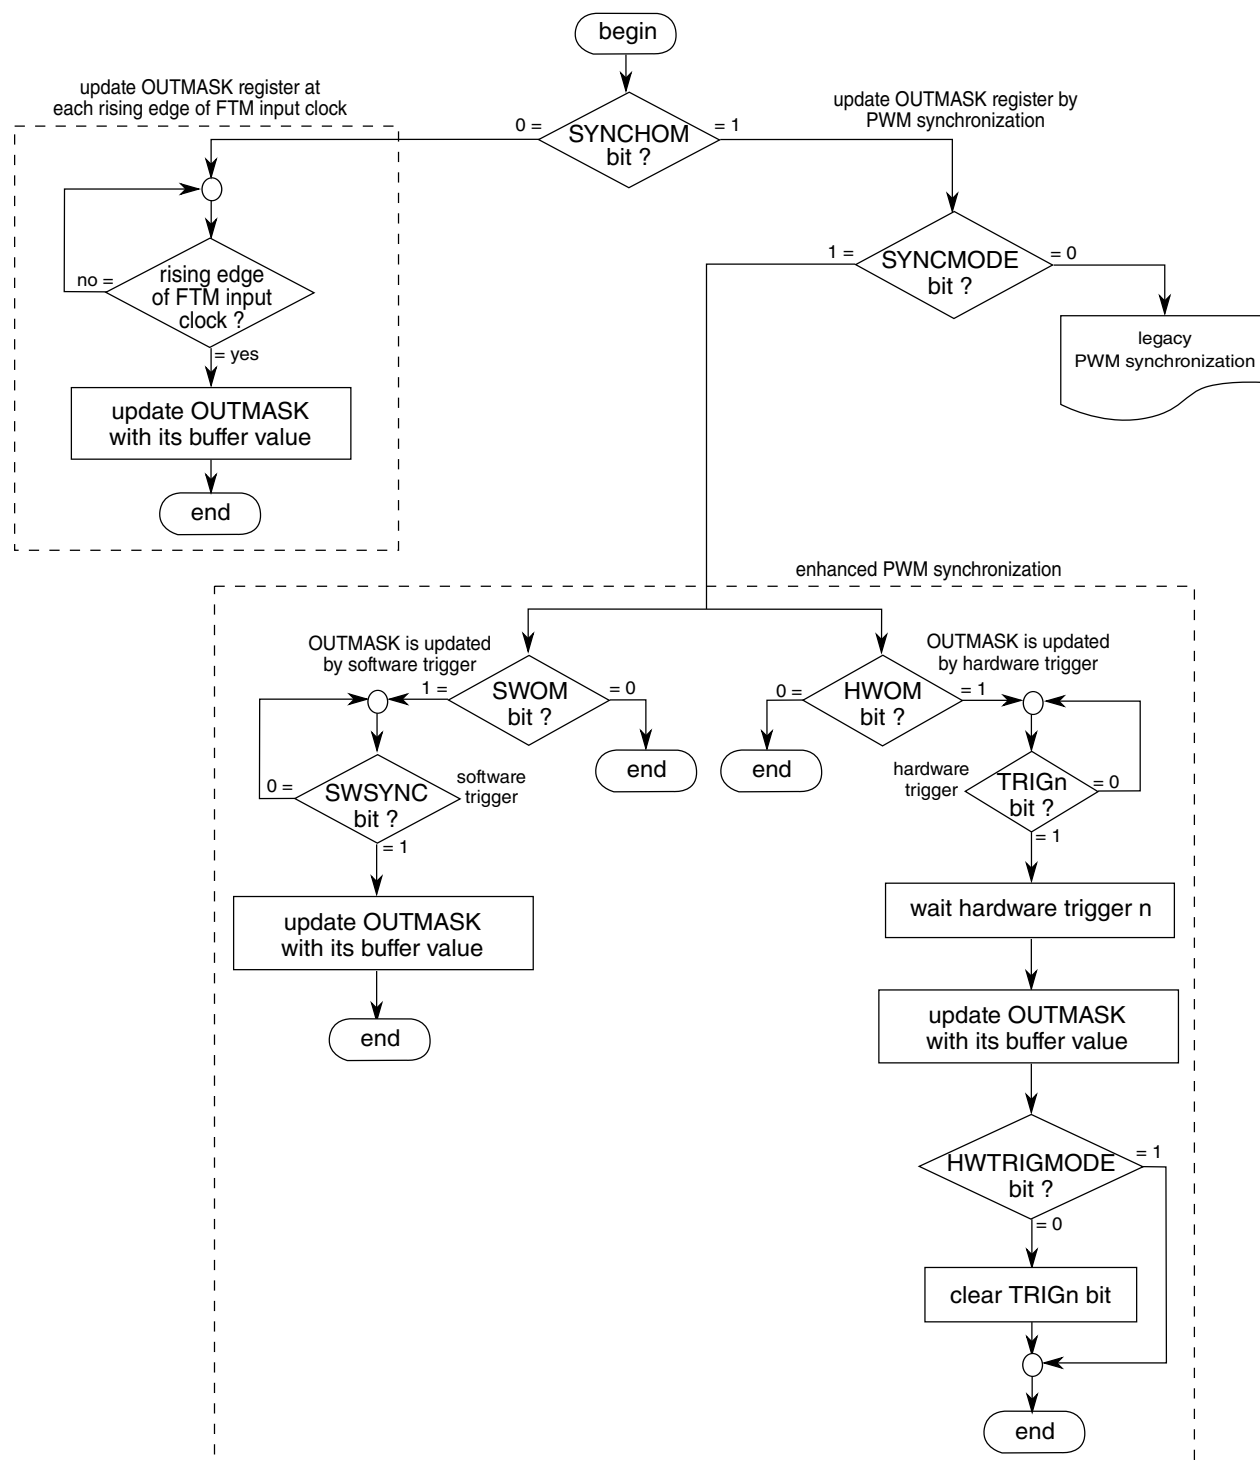 begin
update OUTMASK register at
each rising edge of FTM input clock
update OUTMASK register by
PWM synchronization
0 =
SYNCHOM
bit ?
= 1
1 =
SYNCMODE
bit ?
= 0
no =
rising edge
of FTM input
clock ?
= yes
legacy
PWM synchronization
update OUTMASK
with its buffer value
end
enhanced PWM synchronization
OUTMASK is updated
by software trigger
1 =
SWOM
bit ?
= 0
end
OUTMASK is updated
by hardware trigger
0 =
HWOM
bit ?
= 1
end
0 =
SWSYNC
bit ?
software
trigger
= 1
hardware
trigger
TRIGn
bit ?
= 0
= 1
update OUTMASK
with its buffer value
end
wait hardware trigger n
update OUTMASK
with its buffer value
HWTRIGMODE
bit ?
= 1
= 0
clear TRIGn bit
end